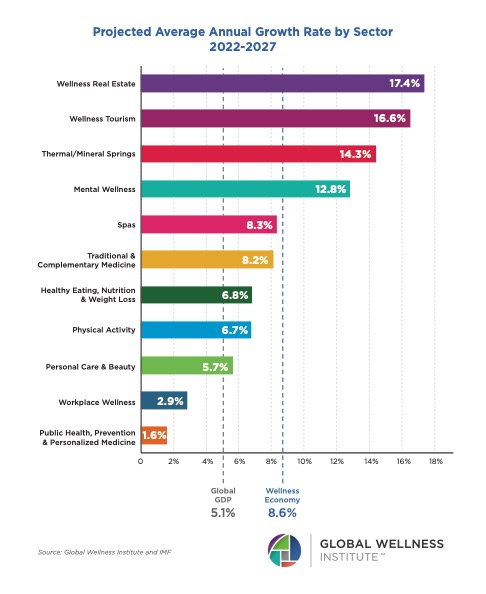 Projected Average Annual Growth Rate by Sector
2022-2027
Wellness Real Estate
17.4%
Wellness Tourism
16.6%
Thermal/Mineral Springs
14.3%
Mental Wellness
12.8%
Spas
8.3%
Traditional &
Complementary Medicine
8.2%
Healthy Eating, Nutrition
& Weight Loss
6.8%
Physical Activity
6.7%
Personal Care & Beauty
5.7%
Workplace Wellness
2.9%
Public Health, Prevention
& Personalized Medicine
1.6%
0 2% 4% 6% 8% 10% 12% 14% 16% 18%
Global
GDP
5.1%
Wellness
Economy
8.6%
Source: Global Wellness Institute and IMF
GLOBAL WELLNESS
INSTITUTE™